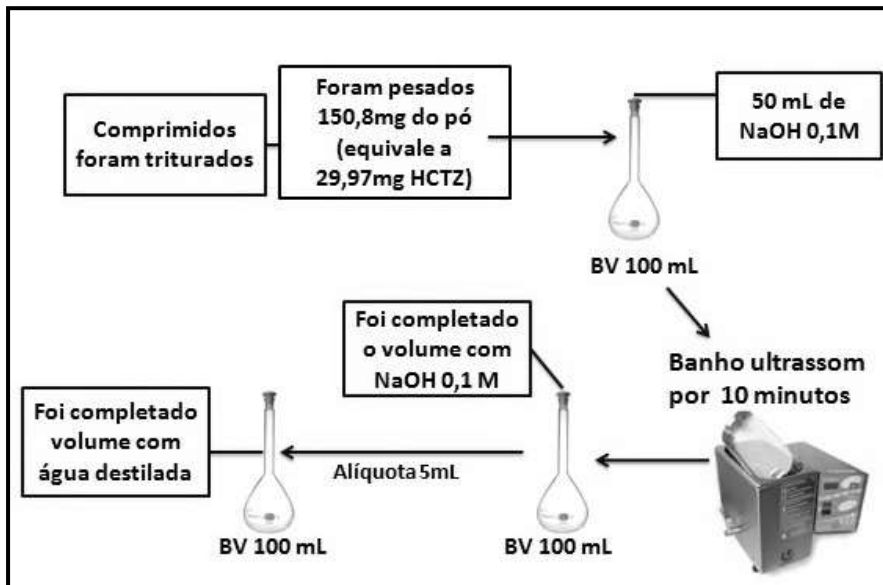 Comprimidos
foram triturados
Foram pesados
150,8mg do pó
(equivale a
29,97mg HCTZ)
50 mL de
NaOH 0,1M
BV 100 mL
Banho ultrassom
por 10 minutos
Foi completado
o volume com
NaOH 0,1 M
BV 100 mL
Alíquota 5mL
Foi completado
volume com
água destilada
BV 100 mL